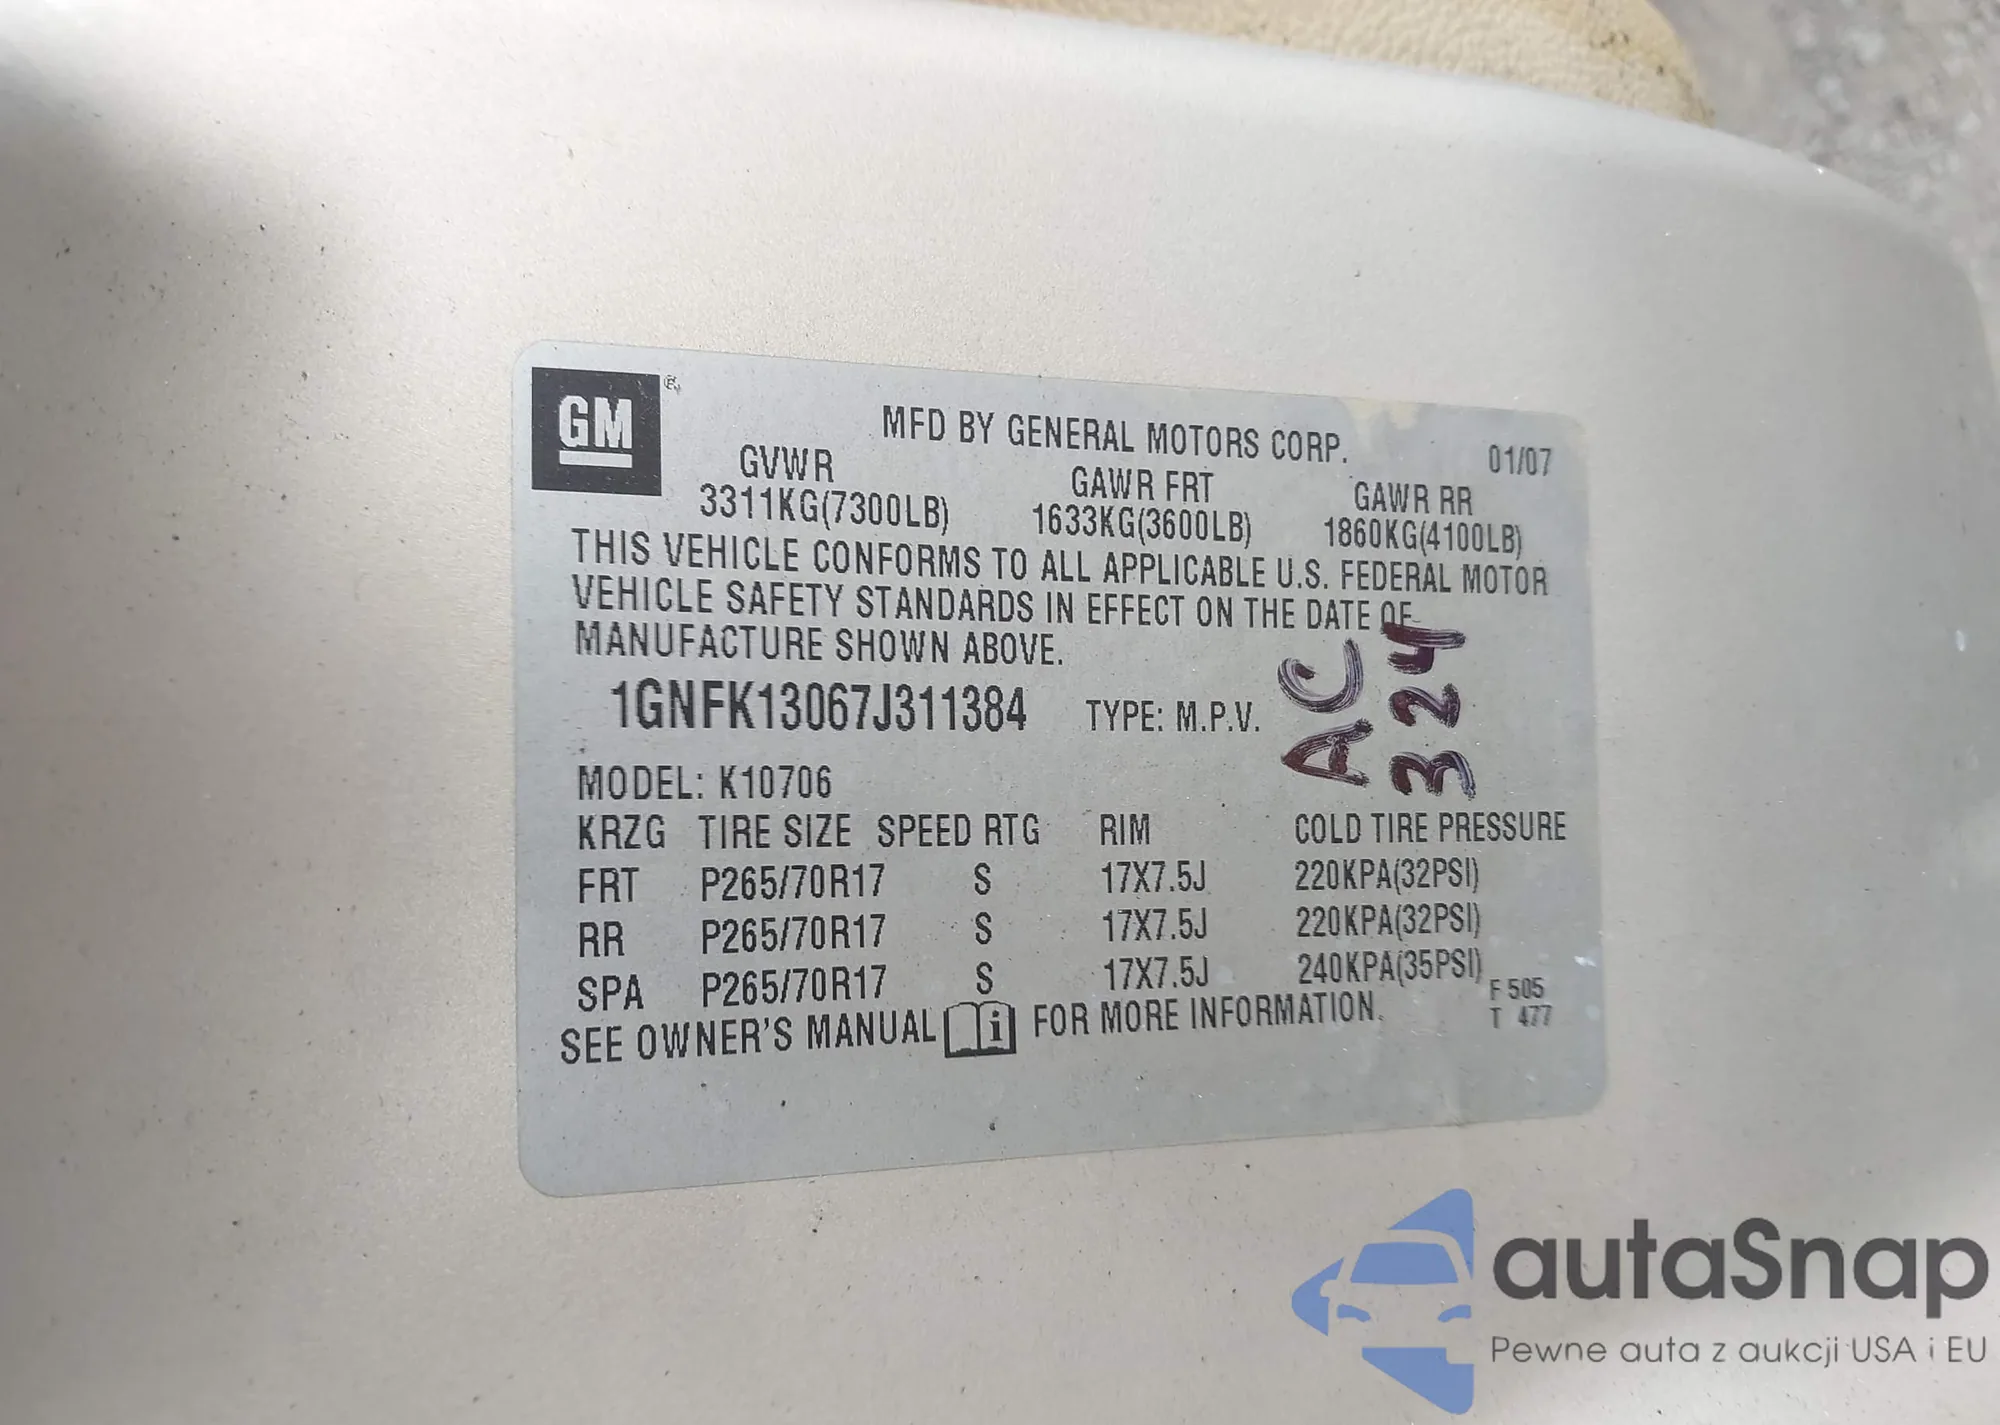 GM ®
MFD BY GENERAL MOTORS CORP. 01/07
GVWR GAWR FRT GAWR RR
3311KG(7300LB) 1633KG(3600LB) 1860KG(4100LB)
THIS VEHICLE CONFORMS TO ALL APPLICABLE U.S. FEDERAL MOTOR
VEHICLE SAFETY STANDARDS IN EFFECT ON THE DATE OF
MANUFACTURE SHOWN ABOVE.
1GNFK13067J311384 TYPE: M.P.V.
AC
324
MODEL: K10706
KRZG TIRE SIZE SPEED RTG RIM COLD TIRE PRESSURE
FRT P265/70R17 S 17X7.5J 220KPA(32PSI)
RR P265/70R17 S 17X7.5J 220KPA(32PSI)
SPA P265/70R17 S 17X7.5J 240KPA(35PSI)
SEE OWNER'S MANUAL i FOR MORE INFORMATION.
F 505
T 477
autaSnap
Pewne auta z aukcji USA i EU